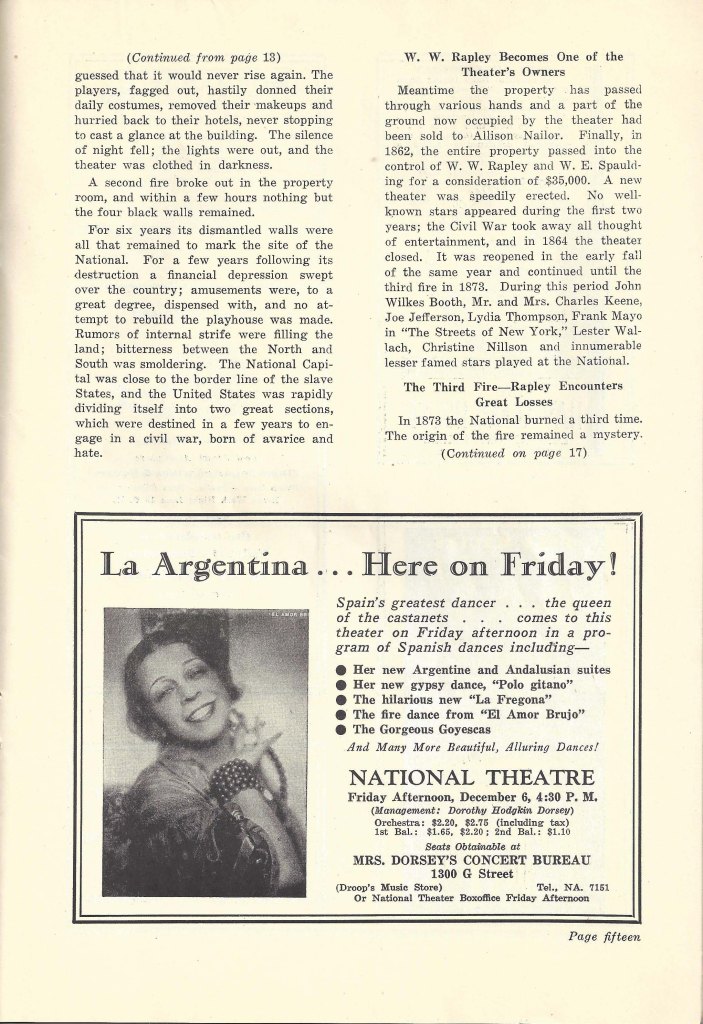 (Continued from page 13)
guessed that it would never rise again. The
players, fagged out, hastily donned their
daily costumes, removed their makeups and
hurried back to their hotels, never stopping
to cast a glance at the building. The silence
of night fell; the lights were out, and the
theater was clothed in darkness.
A second fire broke out in the property
room, and within a few hours nothing but
the four black walls remained.
For six years its dismantled walls were
all that remained to mark the site of the
National. For a few years following its
destruction a financial depression swept
over the country; amusements were, to a
great degree, dispensed with, and no at-
tempt to rebuild the playhouse was made.
Rumors of internal strife were filling the
land; bitterness between the North and
South was smoldering. The National Capi-
tal was close to the border line of the slave
States, and the United States was rapidly
dividing itself into two great sections,
which were destined in a few years to en-
gage in a civil war, born of avarice and
hate.
W. W. Rapley Becomes One of the
Theater's Owners
Meantime the property has passed
through various hands and a part of the
ground now occupied by the theater had
been sold to Allison Nailor. Finally, in
1862, the entire property passed into the
control of W. W. Rapley and W. E. Spauld-
ing for a consideration of $35,000. A new
theater was speedily erected. No well-
known stars appeared during the first two
years; the Civil War took away all thought
of entertainment, and in 1864 the theater
closed. It was reopened in the early fall
of the same year and continued until the
third fire in 1873. During this period John
Wilkes Booth, Mr. and Mrs. Charles Keene,
Joe Jefferson, Lydia Thompson, Frank Mayo
in "The Streets of New York," Lester Wal-
lach, Christine Nillson and innumerable
lesser famed stars played at the National.
The Third Fire—Rapley Encounters
Great Losses
In 1873 the National burned a third time.
The origin of the fire remained a mystery.
(Continued on page 17)
La Argentina . . . Here on Friday!
EL AMOR BR
Spain's greatest dancer . . . the queen
of the castanets . . . comes to this
theater on Friday afternoon in a pro-
gram of Spanish dances including—
● Her new Argentine and Andalusian suites
● Her new gypsy dance, "Polo gitano"
● The hilarious new "La Fregona"
● The fire dance from "El Amor Brujo"
● The Gorgeous Goyescas
And Many More Beautiful, Alluring Dances!
NATIONAL THEATRE
Friday Afternoon, December 6, 4:30 P. M.
(Management: Dorothy Hodgkin Dorsey)
Orchestra: $2.20, $2.75 (including tax)
1st Bal.: $1.65, $2.20; 2nd Bal.: $1.10
Seats Obtainable at
MRS. DORSEY'S CONCERT BUREAU
1300 G Street
(Droop's Music Store) Tel., NA. 7151
Or National Theater Boxoffice Friday Afternoon
Page fifteen